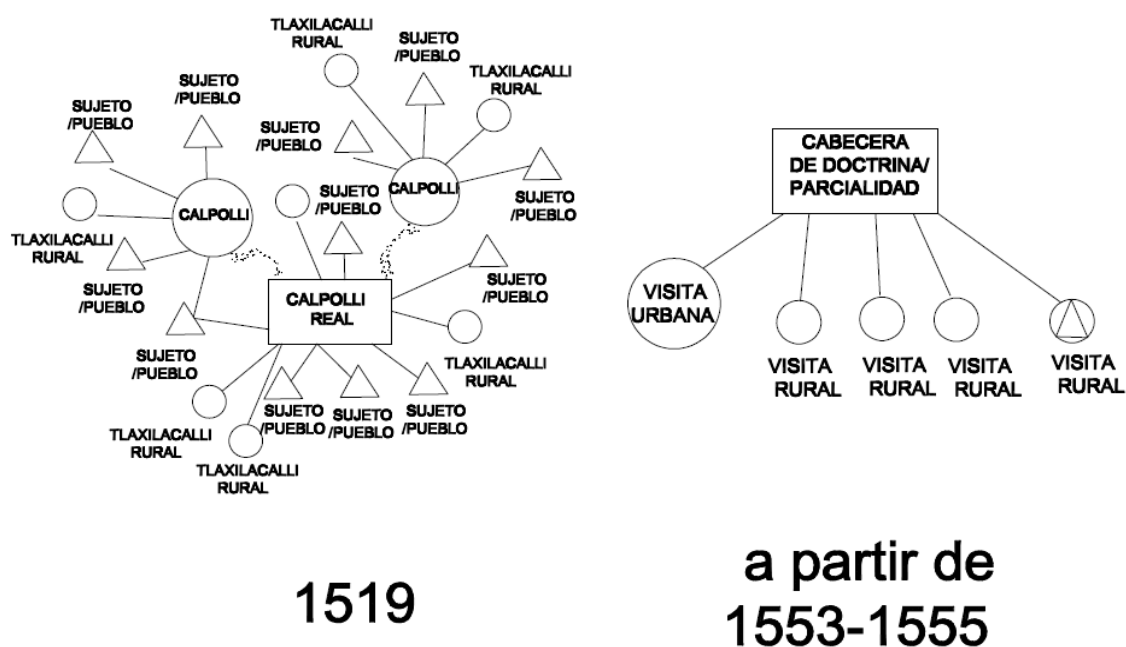 TLAXILACALLI
RURAL
SUJETO
/PUEBLO
TLAXILACALLI
RURAL
SUJETO
/PUEBLO
SUJETO
/PUEBLO
SUJETO
/PUEBLO
CALPOLLI
SUJETO
/PUEBLO
CALPOLLI
SUJETO
/PUEBLO
TLAXILACALLI
RURAL
SUJETO
/PUEBLO
SUJETO
/PUEBLO
CALPOLLI
REAL
SUJETO
/PUEBLO
TLAXILACALLI
RURAL
SUJETO
/PUEBLO
SUJETO
/PUEBLO
SUJETO
/PUEBLO
TLAXILACALLI
RURAL
TLAXILACALLI
RURAL
1519
CABECERA
DE DOCTRINA/
PARCIALIDAD
VISITA
URBANA
VISITA
RURAL
VISITA
RURAL
VISITA
RURAL
VISITA
RURAL
a partir de
1553-1555